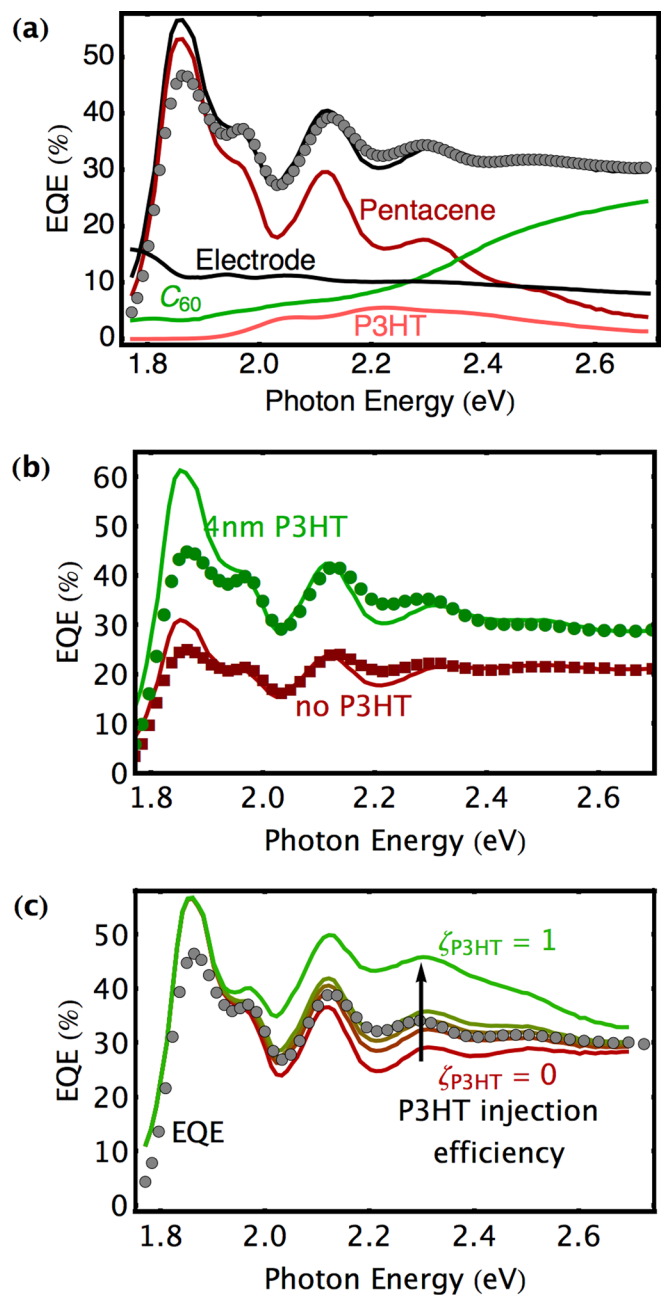 (a)
50
40
30
20
10
0
EQE (%)
Pentacene
Electrode
C60
P3HT
1.8 2.0 2.2 2.4 2.6
Photon Energy (eV)
(b)
60
50
40
30
20
10
0
EQE (%)
4nm P3HT
no P3HT
1.8 2.0 2.2 2.4 2.6
Photon Energy (eV)
(c)
50
40
30
20
10
0
EQE (%)
ζP3HT = 1
ζP3HT = 0
P3HT injection
efficiency
EQE
1.8 2.0 2.2 2.4 2.6
Photon Energy (eV)